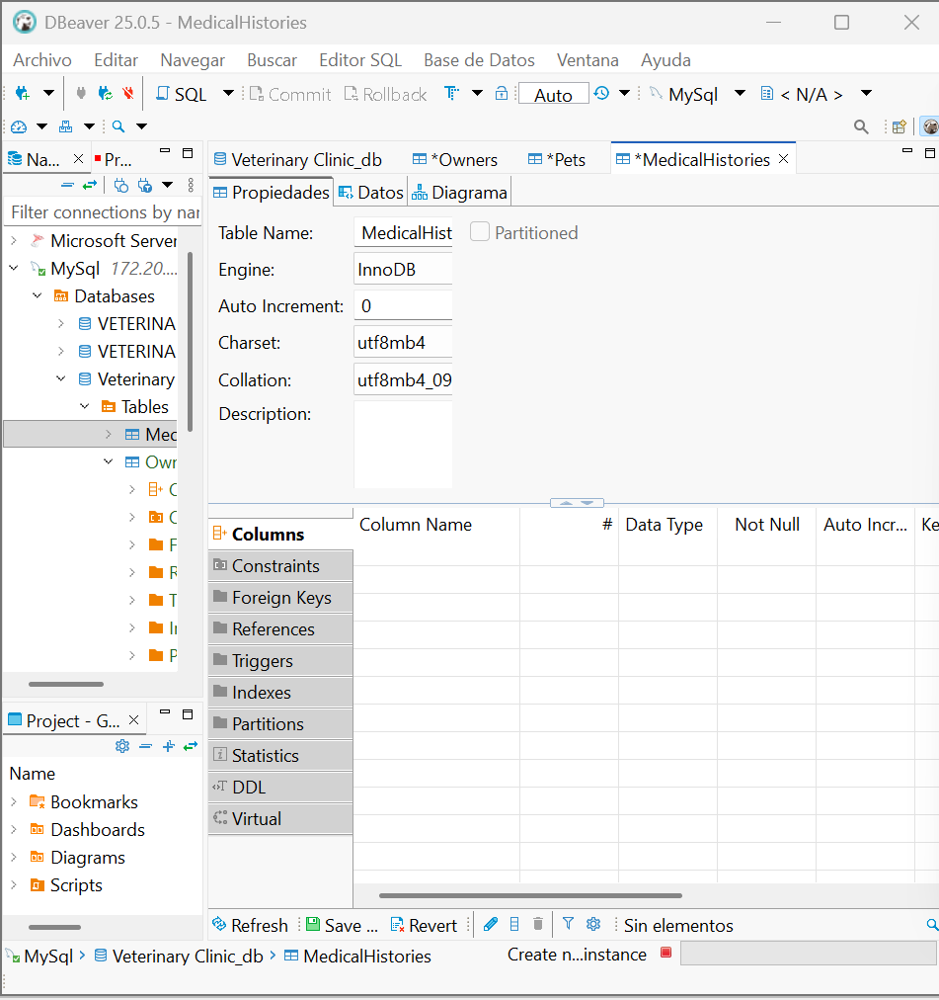 DBeaver 25.0.5 - MedicalHistories
Archivo Editar Navegar Buscar Editor SQL Base de Datos Ventana Ayuda
SQL Commit Rollback Auto MySql < N/A >
Na... Pr...
Filter connections by nar
Microsoft Server
MySql 172.20....
Databases
VETERINA
VETERINA
Veterinary
Tables
Med
Own
C
C
F
R
T
In
P
Project - G...
Name
Bookmarks
Dashboards
Diagrams
Scripts
Veterinary Clinic_db *Owners *Pets *MedicalHistories
Propiedades Datos Diagrama
Table Name: MedicalHist Partitioned
Engine: InnoDB
Auto Increment: 0
Charset: utf8mb4
Collation: utf8mb4_09
Description:
Columns
Constraints
Foreign Keys
References
Triggers
Indexes
Partitions
Statistics
DDL
Virtual
Column Name # Data Type Not Null Auto Incr... Ke
Refresh Save ... Revert Sin elementos
MySql Veterinary Clinic_db MedicalHistories Create n...instance